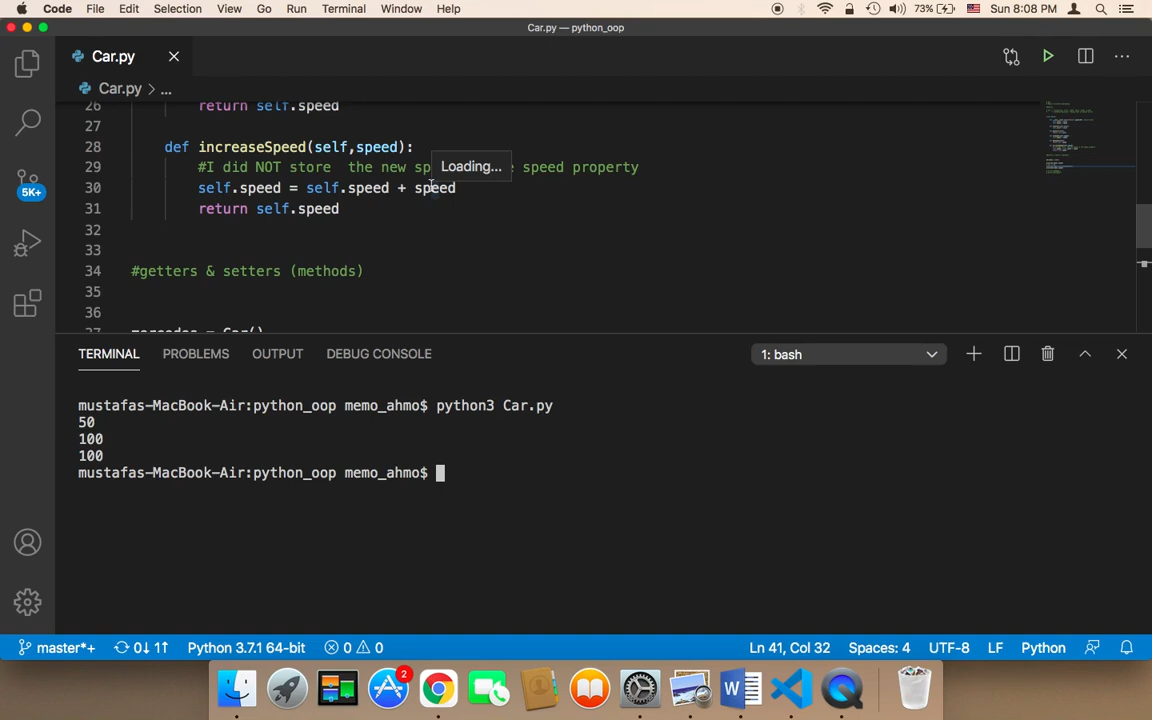 Code File Edit Selection View Go Run Terminal Window Help 73% Sun 8:08 PM
Car.py — python_oop
Car.py
Car.py > ...
26 return self.speed
27
28 def increaseSpeed(self,speed):
29 #I did NOT store the new sp speed property
Loading...
30 self.speed = self.speed + speed
31 return self.speed
32
33
34 #getters & setters (methods)
35
36
37 mercedes = Car()
5K+
TERMINAL PROBLEMS OUTPUT DEBUG CONSOLE 1: bash
mustafas-MacBook-Air:python_oop memo_ahmo$ python3 Car.py
50
100
100
mustafas-MacBook-Air:python_oop memo_ahmo$
master*+ 0↓ 1↑ Python 3.7.1 64-bit 0 0 Ln 41, Col 32 Spaces: 4 UTF-8 LF Python
2